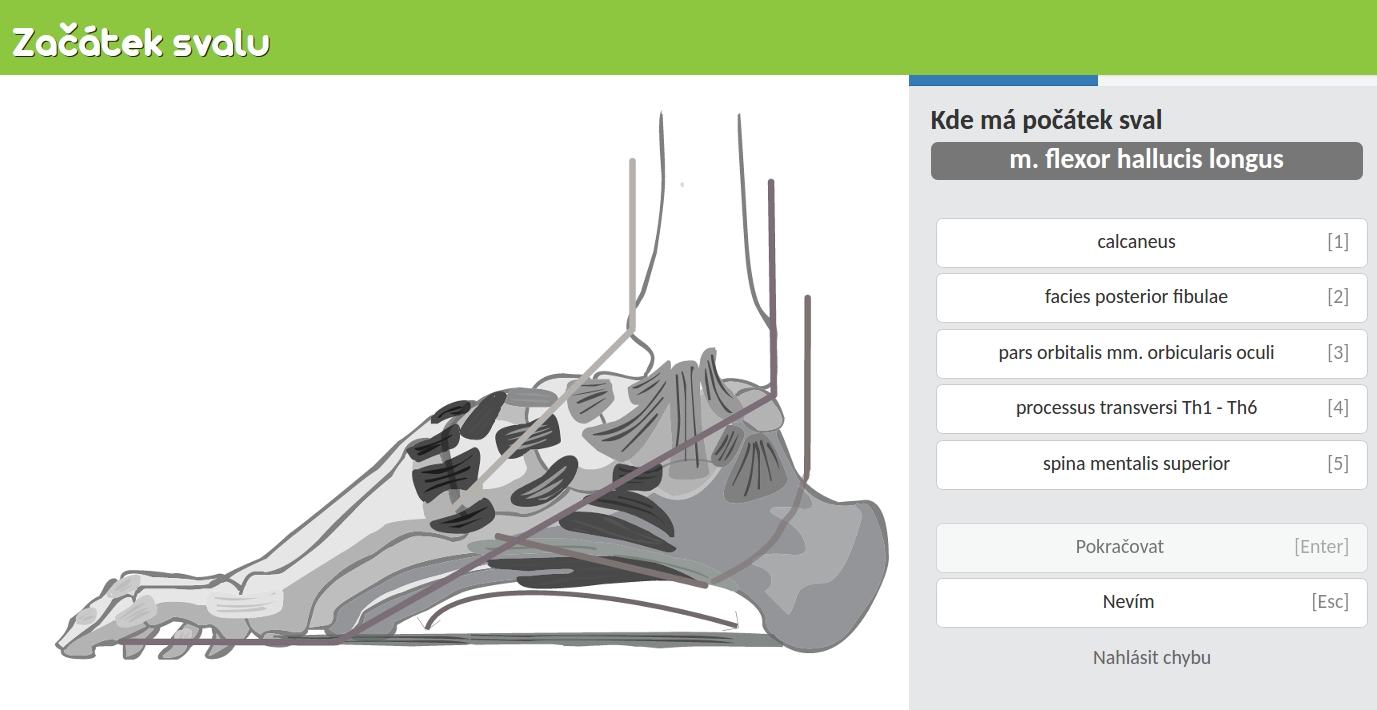 Začátek svalu
Kde má počátek sval
m. flexor hallucis longus
calcaneus [1]
facies posterior fibulae [2]
pars orbitalis mm. orbicularis oculi [3]
processus transversi Th1 - Th6 [4]
spina mentalis superior [5]
Pokračovat [Enter]
Nevím [Esc]
Nahlásit chybu